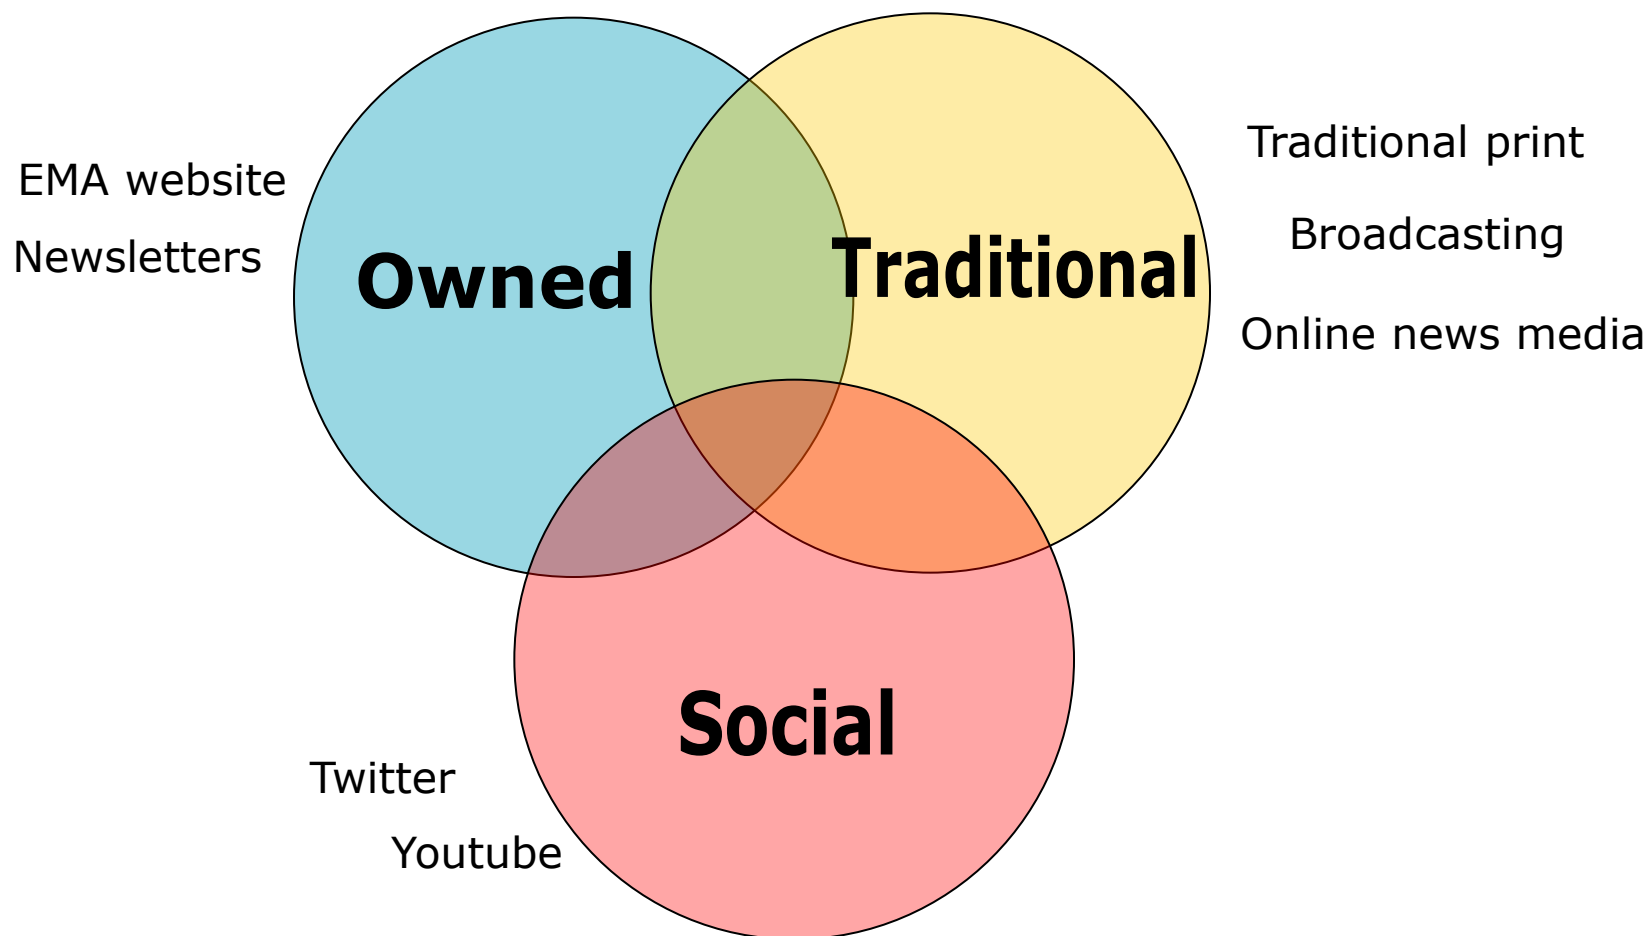 EMA website
Newsletters
Owned
Traditional
Traditional print
Broadcasting
Online news media
Social
Twitter
Youtube